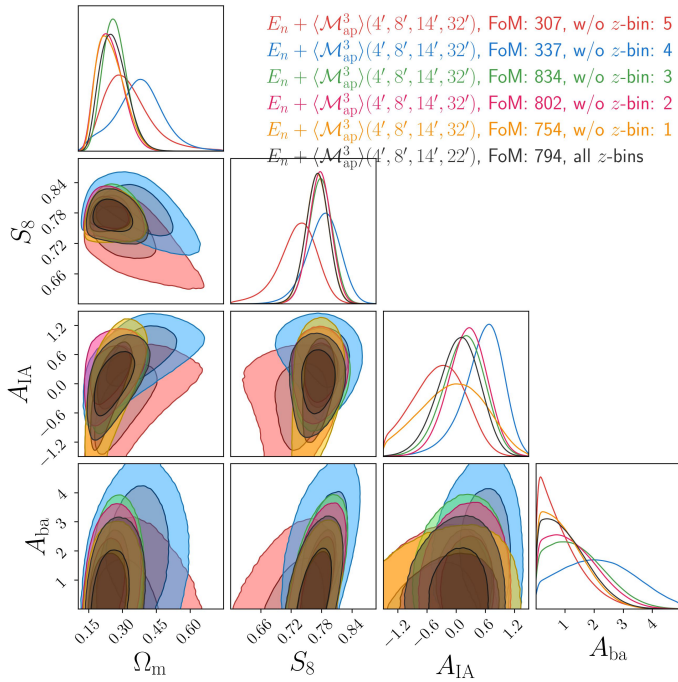 E_n + ⟨M_ap^3⟩(4′, 8′, 14′, 32′), FoM: 307, w/o z-bin: 5
E_n + ⟨M_ap^3⟩(4′, 8′, 14′, 32′), FoM: 337, w/o z-bin: 4
E_n + ⟨M_ap^3⟩(4′, 8′, 14′, 32′), FoM: 834, w/o z-bin: 3
E_n + ⟨M_ap^3⟩(4′, 8′, 14′, 32′), FoM: 802, w/o z-bin: 2
E_n + ⟨M_ap^3⟩(4′, 8′, 14′, 32′), FoM: 754, w/o z-bin: 1
E_n + ⟨M_ap^3⟩(4′, 8′, 14′, 22′), FoM: 794, all z-bins
S_8
0.84
0.78
0.72
0.66
A_IA
1.2
0.6
0.0
−0.6
−1.2
A_ba
4
3
2
1
0.15 0.30 0.45 0.60
0.66 0.72 0.78 0.84
−1.2 −0.6 0.0 0.6 1.2
1 2 3 4
Ω_m S_8 A_IA A_ba